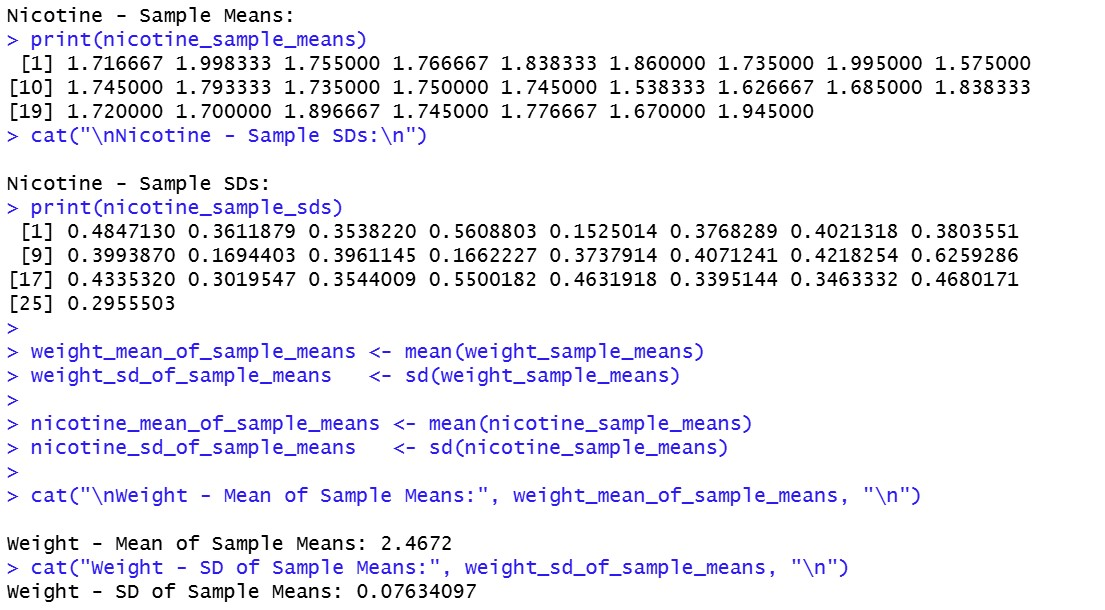 Nicotine - Sample Means:
> print(nicotine_sample_means)
 [1] 1.716667 1.998333 1.755000 1.766667 1.838333 1.860000 1.735000 1.995000 1.575000
[10] 1.745000 1.793333 1.735000 1.750000 1.745000 1.538333 1.626667 1.685000 1.838333
[19] 1.720000 1.700000 1.896667 1.745000 1.776667 1.670000 1.945000
> cat("\nNicotine - Sample SDs:\n")

Nicotine - Sample SDs:
> print(nicotine_sample_sds)
 [1] 0.4847130 0.3611879 0.3538220 0.5608803 0.1525014 0.3768289 0.4021318 0.3803551
 [9] 0.3993870 0.1694403 0.3961145 0.1662227 0.3737914 0.4071241 0.4218254 0.6259286
[17] 0.4335320 0.3019547 0.3544009 0.5500182 0.4631918 0.3395144 0.3463332 0.4680171
[25] 0.2955503
>
> weight_mean_of_sample_means <- mean(weight_sample_means)
> weight_sd_of_sample_means   <- sd(weight_sample_means)
>
> nicotine_mean_of_sample_means <- mean(nicotine_sample_means)
> nicotine_sd_of_sample_means   <- sd(nicotine_sample_means)
>
> cat("\nWeight - Mean of Sample Means:", weight_mean_of_sample_means, "\n")

Weight - Mean of Sample Means: 2.4672
> cat("Weight - SD of Sample Means:", weight_sd_of_sample_means, "\n")
Weight - SD of Sample Means: 0.07634097